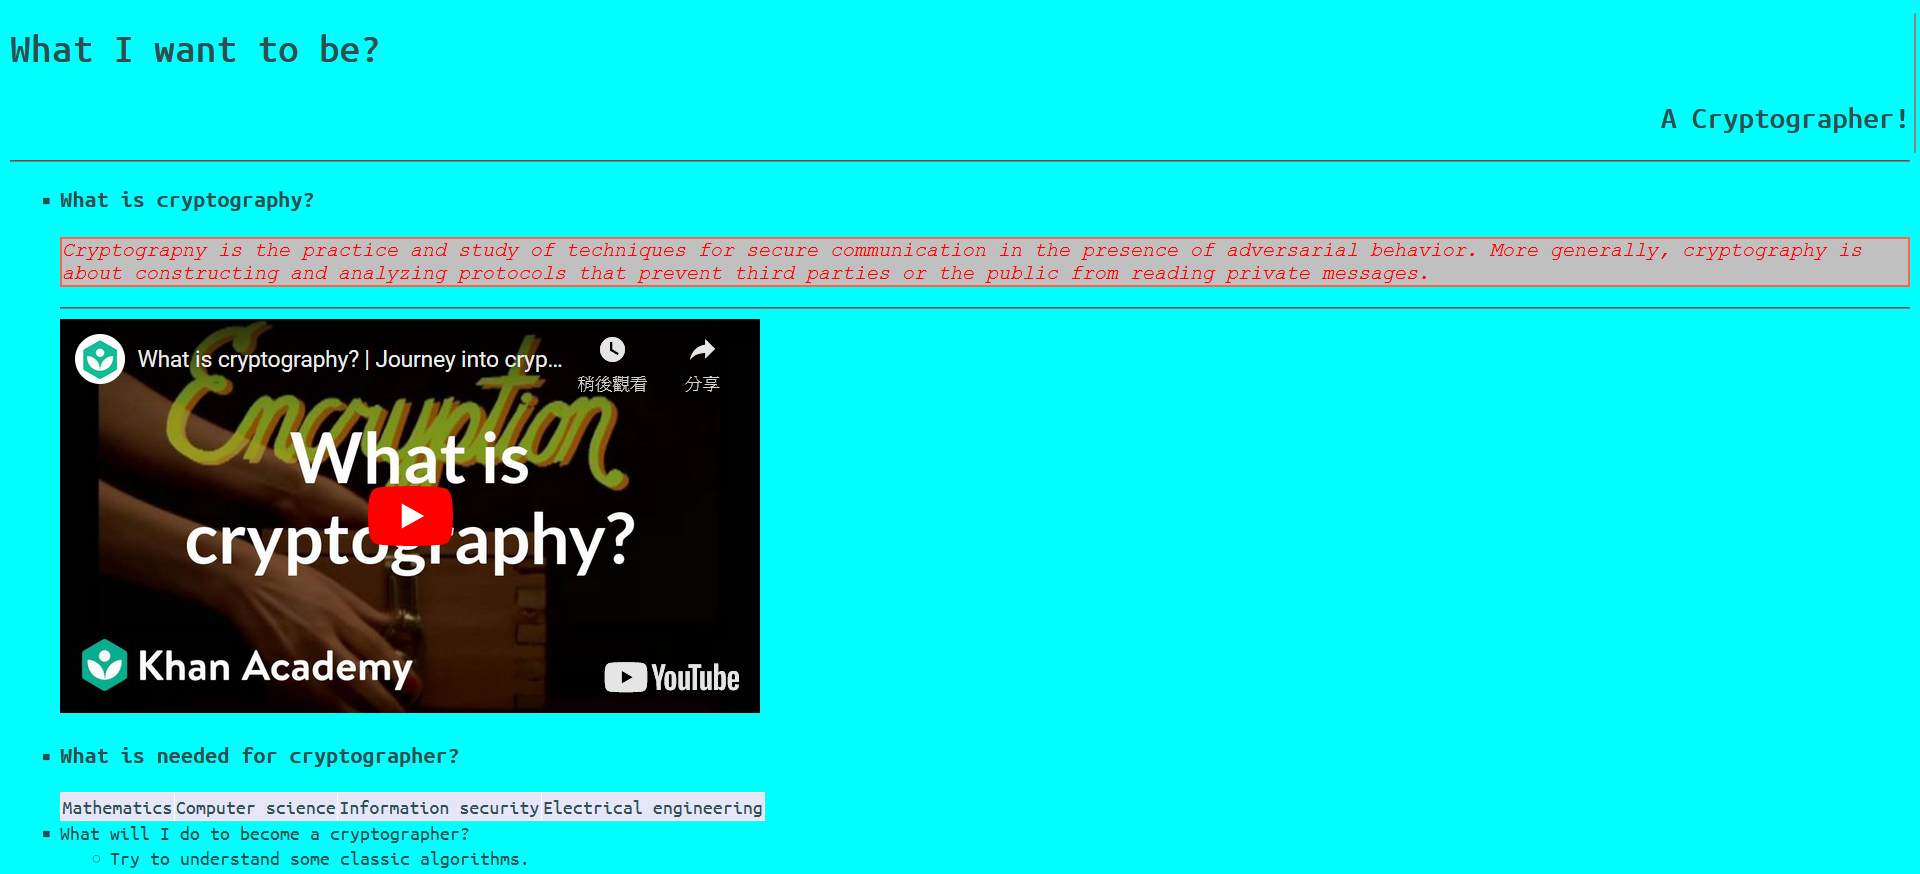 What I want to be?
A Cryptographer!
What is cryptography?
Cryptograpny is the practice and study of techniques for secure communication in the presence of adversarial behavior. More generally, cryptography is
about constructing and analyzing protocols that prevent third parties or the public from reading private messages.
What is cryptography? | Journey into cryp...
稍後觀看 分享
Encryption
What is
cryptography?
Khan Academy
YouTube
What is needed for cryptographer?
Mathematics Computer science Information security Electrical engineering
What will I do to become a cryptographer?
Try to understand some classic algorithms.